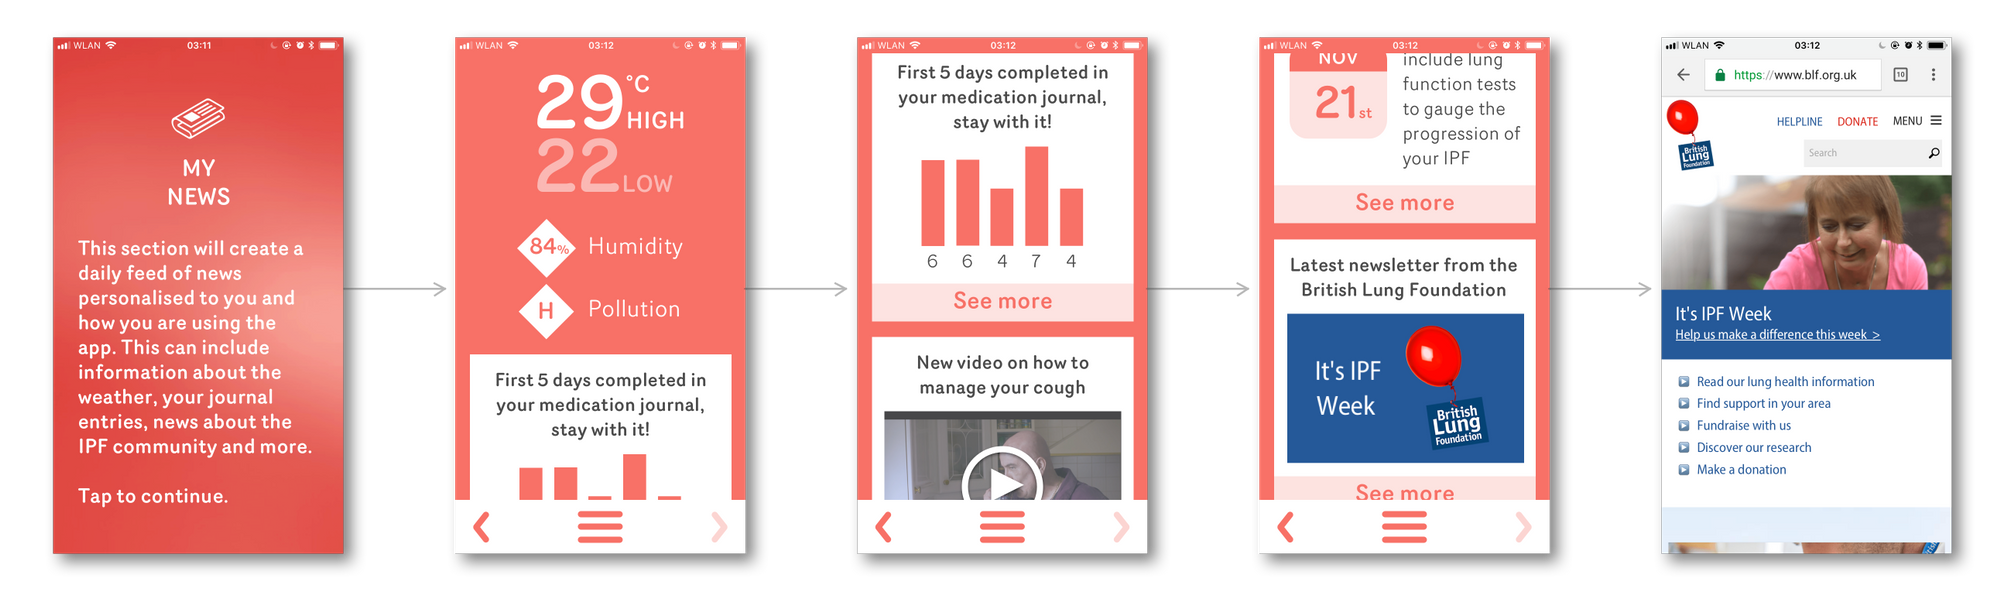 WLAN 03:11
MY
NEWS
This section will create a
daily feed of news
personalised to you and
how you are using the
app. This can include
information about the
weather, your journal
entries, news about the
IPF community and more.
Tap to continue.
WLAN 03:12
29 °C
HIGH
22 LOW
84% Humidity
H Pollution
First 5 days completed in
your medication journal,
stay with it!
WLAN 03:12
First 5 days completed in
your medication journal,
stay with it!
6 6 4 7 4
See more
New video on how to
manage your cough
WLAN 03:12
NOV
21st
include lung
function tests
to gauge the
progression of
your IPF
See more
Latest newsletter from the
British Lung Foundation
It's IPF
Week
British
Lung
Foundation
See more
WLAN 03:12
https://www.blf.org.uk 10
British
Lung
Foundation
HELPLINE DONATE MENU
Search
It's IPF Week
Help us make a difference this week >
Read our lung health information
Find support in your area
Fundraise with us
Discover our research
Make a donation